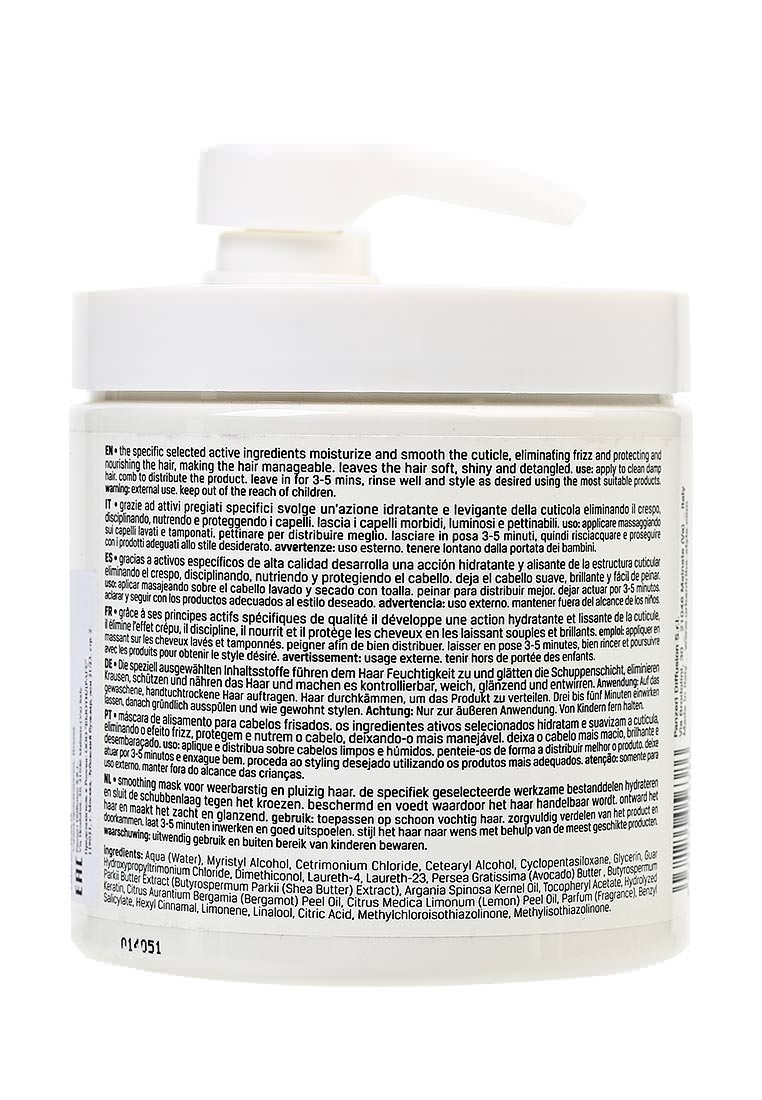 EN • the specific selected active ingredients moisturize and smooth the cuticle, eliminating frizz and protecting and
nourishing the hair, making the hair manageable. leaves the hair soft, shiny and detangled. use: apply to clean damp
hair. comb to distribute the product. leave in for 3-5 mins, rinse well and style as desired using the most suitable products.
warning: external use. keep out of the reach of children.
IT • grazie ad attivi pregiati specifici svolge un'azione idratante e levigante della cuticola eliminando il crespo,
disciplinando, nutrendo e proteggendo i capelli. lascia i capelli morbidi, luminosi e pettinabili. uso: applicare massaggiando
sui capelli lavati e tamponati. pettinare per distribuire meglio. lasciare in posa 3-5 minuti, quindi risciacquare e proseguire
con i prodotti adeguati allo stile desiderato. avvertenze: uso esterno. tenere lontano dalla portata dei bambini.
ES • gracias a activos específicos de alta calidad desarrolla una acción hidratante y alisante de la estructura cuticular
eliminando el crespo, disciplinando, nutriendo y protegiendo el cabello. deja el cabello suave, brillante y fácil de peinar.
uso: aplicar masajeando sobre el cabello lavado y secado con toalla. peinar para distribuir mejor. dejar actuar por 3-5 minutos.
aclarar y seguir con los productos adecuados al estilo deseado. advertencia: uso externo. mantener fuera del alcance de los niños.
FR • grâce à ses principes actifs spécifiques de qualité il développe une action hydratante et lissante de la cuticule,
il élimine l'effet crépu, il discipline, il nourrit et il protège les cheveux en les laissant souples et brillants. emploi: appliquer en
massant sur les cheveux lavés et tamponnés. peigner afin de bien distribuer. laisser en pose 3-5 minutes, bien rincer et poursuivre
avec les produits pour obtenir le style désiré. avertissement: usage externe. tenir hors de portée des enfants.
DE • Die speziell ausgewählten Inhaltsstoffe führen dem Haar Feuchtigkeit zu und glätten die Schuppenschicht, eliminieren
Krausen, schützen und nähren das Haar und machen es kontrollierbar, weich, glänzend und entwirren. Anwendung: Auf das
gewaschene, handtuchtrockene Haar auftragen. Haar durchkämmen, um das Produkt zu verteilen. Drei bis fünf Minuten einwirken
lassen, danach gründlich ausspülen und wie gewohnt stylen. Achtung: Nur zur äußeren Anwendung. Von Kindern fern halten.
PT • máscara de alisamento para cabelos frisados. os ingredientes ativos selecionados hidratam e suavizam a cutícula,
eliminando o efeito frizz, protegem e nutrem o cabelo, deixando-o mais manejável. deixa o cabelo mais macio, brilhante e
desembaraçado. uso: aplique e distribua sobre cabelos limpos e húmidos. penteie-os de forma a distribuir melhor o produto. deixe
atuar por 3-5 minutos e enxague bem. proceda ao styling desejado utilizando os produtos mais adequados. atenção: somente para
uso externo. manter fora do alcance das crianças.
NL • smoothing mask voor weerbarstig en pluizig haar. de specifiek geselecteerde werkzame bestanddelen hydrateren
en sluit de schubbenlaag tegen het kroezen. beschermd en voedt waardoor het haar handelbaar wordt. ontward het
haar en maakt het zacht en glanzend. gebruik: toepassen op schoon vochtig haar. zorgvuldig verdelen van het product en
doorkammen. laat 3-5 minuten inwerken en goed uitspoelen. stijl het haar naar wens met behulp van de meest geschikte producten.
waarschuwing: uitwendig gebruik en buiten bereik van kinderen bewaren.
Ingredients: Aqua (Water), Myristyl Alcohol, Cetrimonium Chloride, Cetearyl Alcohol, Cyclopentasiloxane, Glycerin, Guar
Hydroxypropyltrimonium Chloride, Dimethiconol, Laureth-4, Laureth-23, Persea Gratissima (Avocado) Butter, Butyrospermum
Parkii Butter Extract (Butyrospermum Parkii (Shea Butter) Extract), Argania Spinosa Kernel Oil, Tocopheryl Acetate, Hydrolyzed
Keratin, Citrus Aurantium Bergamia (Bergamot) Peel Oil, Citrus Medica Limonum (Lemon) Peel Oil, Parfum (Fragrance), Benzyl
Salicylate, Hexyl Cinnamal, Limonene, Linalool, Citric Acid, Methylchloroisothiazolinone, Methylisothiazolinone.
014051
EAC